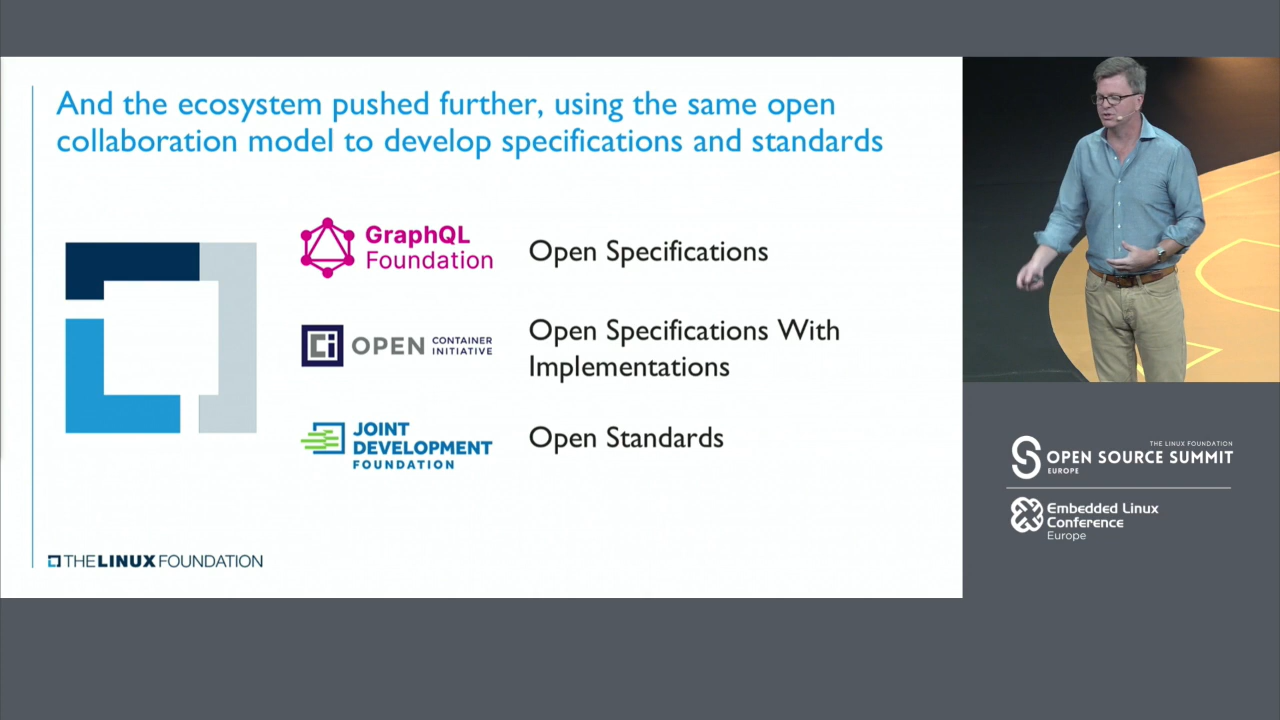 And the ecosystem pushed further, using the same open
collaboration model to develop specifications and standards
GraphQL
Foundation
Open Specifications
Ci OPEN CONTAINER
INITIATIVE
Open Specifications With
Implementations
JOINT
DEVELOPMENT
FOUNDATION
Open Standards
THE LINUX FOUNDATION
THE LINUX FOUNDATION
OPEN SOURCE SUMMIT
EUROPE
Embedded Linux
Conference
Europe